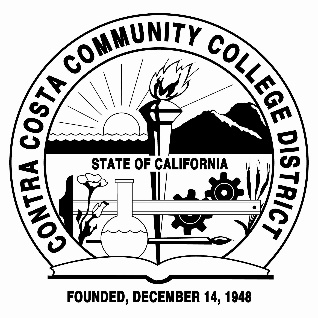 CONTRA COSTA COMMUNITY COLLEGE DISTRICT
STATE OF CALIFORNIA
FOUNDED, DECEMBER 14, 1948